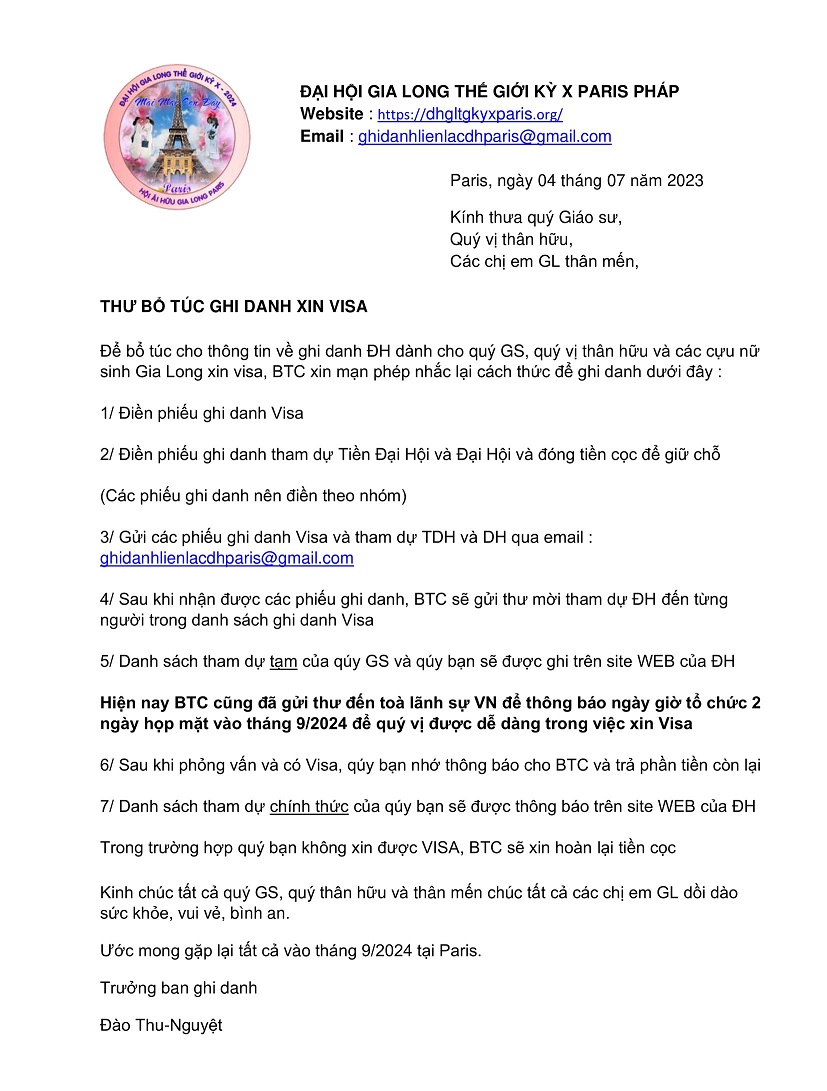 ĐẠI HỘI GIA LONG THẾ GIỚI KỲ X - 2024
Mãi Mãi Còn Đây
Paris
HỘI ÁI HỮU GIA LONG PARIS
ĐẠI HỘI GIA LONG THẾ GIỚI KỲ X PARIS PHÁP
Website : https://dhgltgkyxparis.org/
Email : ghidanhlienlacdhparis@gmail.com
Paris, ngày 04 tháng 07 năm 2023
Kính thưa quý Giáo sư,
Quý vị thân hữu,
Các chị em GL thân mến,
THƯ BỔ TÚC GHI DANH XIN VISA
Để bổ túc cho thông tin về ghi danh ĐH dành cho quý GS, quý vị thân hữu và các cựu nữ
sinh Gia Long xin visa, BTC xin mạn phép nhắc lại cách thức để ghi danh dưới đây :
1/ Điền phiếu ghi danh Visa
2/ Điền phiếu ghi danh tham dự Tiền Đại Hội và Đại Hội và đóng tiền cọc để giữ chỗ
(Các phiếu ghi danh nên điền theo nhóm)
3/ Gửi các phiếu ghi danh Visa và tham dự TDH và DH qua email :
ghidanhlienlacdhparis@gmail.com
4/ Sau khi nhận được các phiếu ghi danh, BTC sẽ gửi thư mời tham dự ĐH đến từng
người trong danh sách ghi danh Visa
5/ Danh sách tham dự tạm của qúy GS và qúy bạn sẽ được ghi trên site WEB của ĐH
Hiện nay BTC cũng đã gửi thư đến toà lãnh sự VN để thông báo ngày giờ tổ chức 2
ngày họp mặt vào tháng 9/2024 để quý vị được dễ dàng trong việc xin Visa
6/ Sau khi phỏng vấn và có Visa, qúy bạn nhớ thông báo cho BTC và trả phần tiền còn lại
7/ Danh sách tham dự chính thức của qúy bạn sẽ được thông báo trên site WEB của ĐH
Trong trường hợp quý bạn không xin được VISA, BTC sẽ xin hoàn lại tiền cọc
Kinh chúc tất cả quý GS, quý thân hữu và thân mến chúc tất cả các chị em GL dồi dào
sức khỏe, vui vẻ, bình an.
Ước mong gặp lại tất cả vào tháng 9/2024 tại Paris.
Trưởng ban ghi danh
Đào Thu-Nguyệt